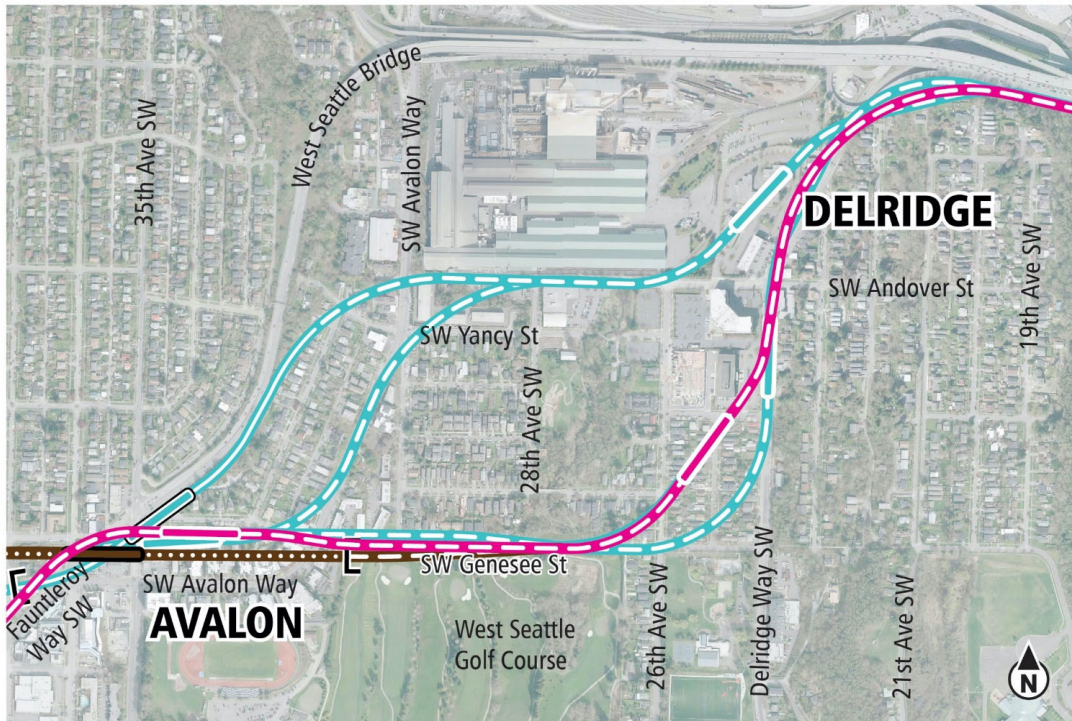 West Seattle Bridge
35th Ave SW
SW Avalon Way
DELRIDGE
19th Ave SW
SW Andover St
SW Yancy St
28th Ave SW
SW Genesee St
SW Avalon Way
AVALON
Fauntleroy
Way SW
West Seattle
Golf Course
26th Ave SW
Delridge Way SW
21st Ave SW
N